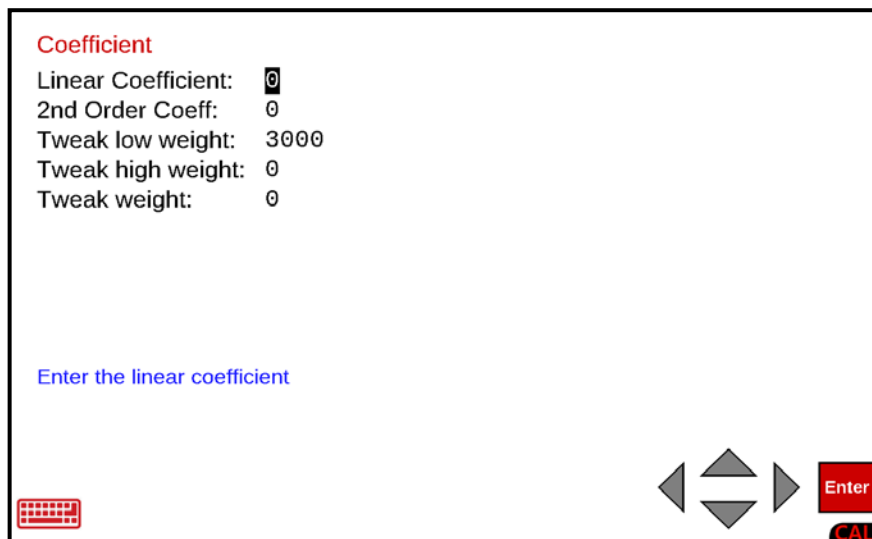 Coefficient
Linear Coefficient: 0
2nd Order Coeff: 0
Tweak low weight: 3000
Tweak high weight: 0
Tweak weight: 0
Enter the linear coefficient
Enter
CAL